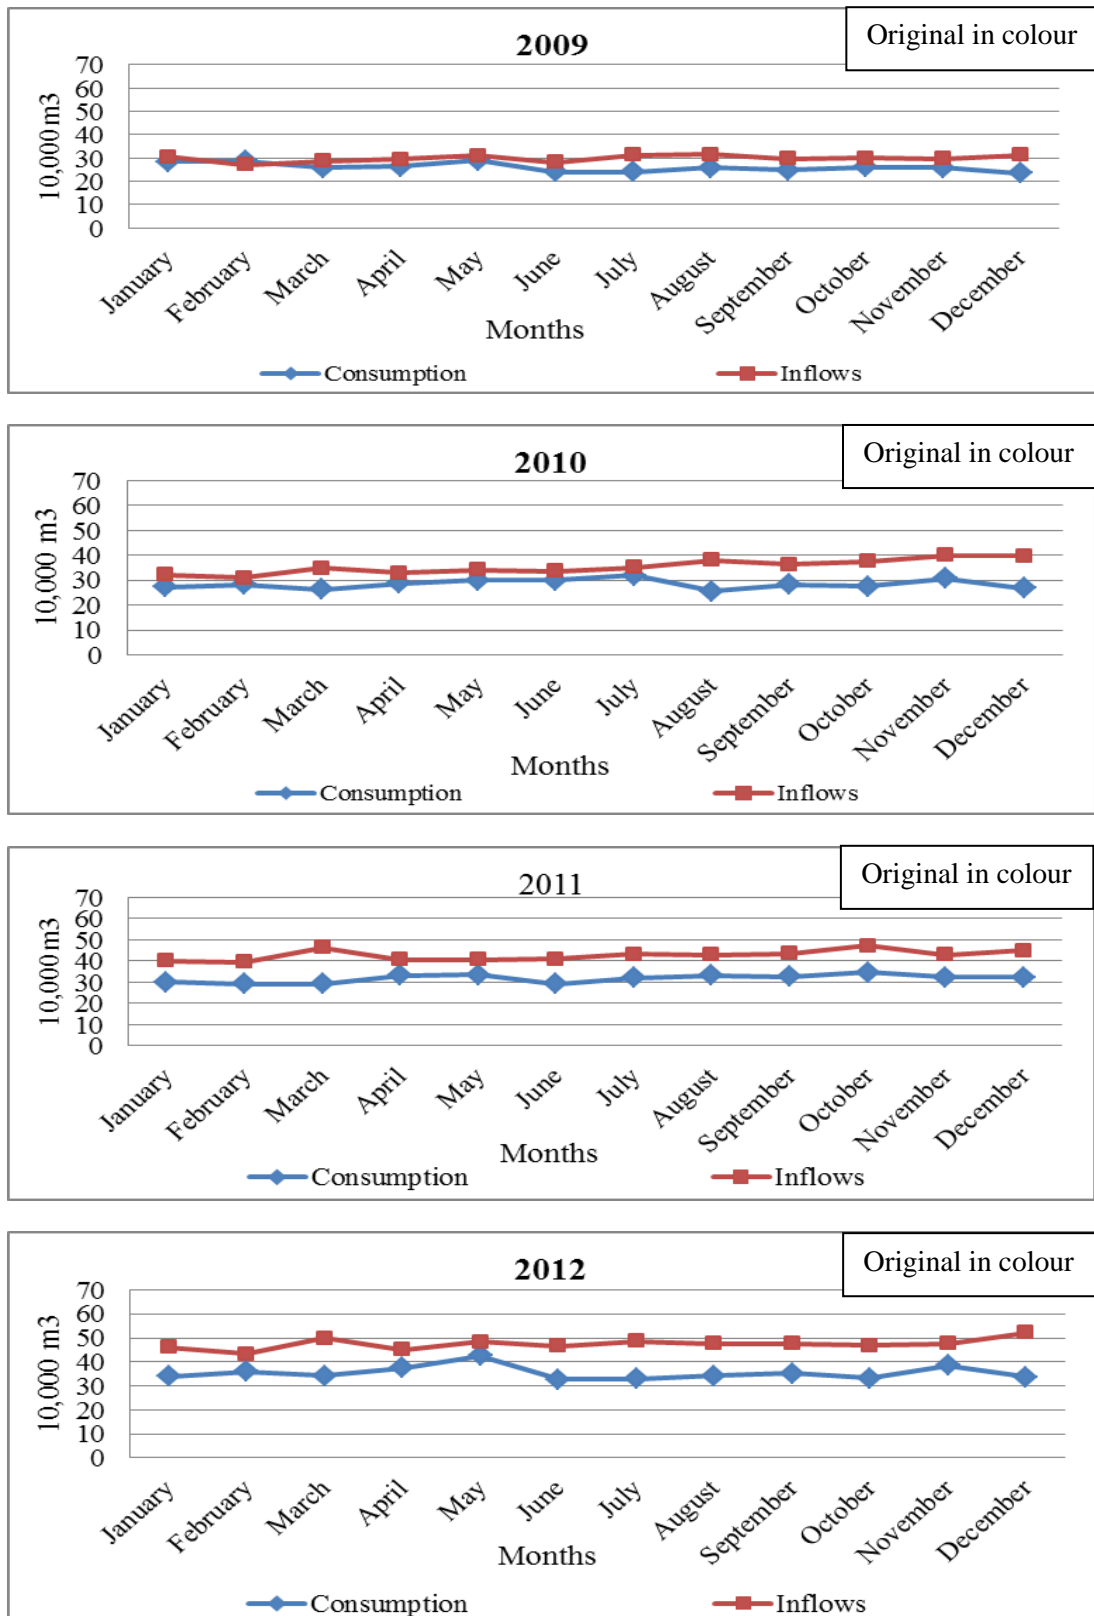 2009
Original in colour
70
60
50
40
30
20
10
0
10,000 m3
January February March April May June July August September October November December
Months
Consumption Inflows
2010
Original in colour
70
60
50
40
30
20
10
0
10,000 m3
January February March April May June July August September October November December
Months
Consumption Inflows
2011
Original in colour
70
60
50
40
30
20
10
0
10,000 m3
January February March April May June July August September October November December
Months
Consumption Inflows
2012
Original in colour
70
60
50
40
30
20
10
0
10,000 m3
January February March April May June July August September October November December
Months
Consumption Inflows